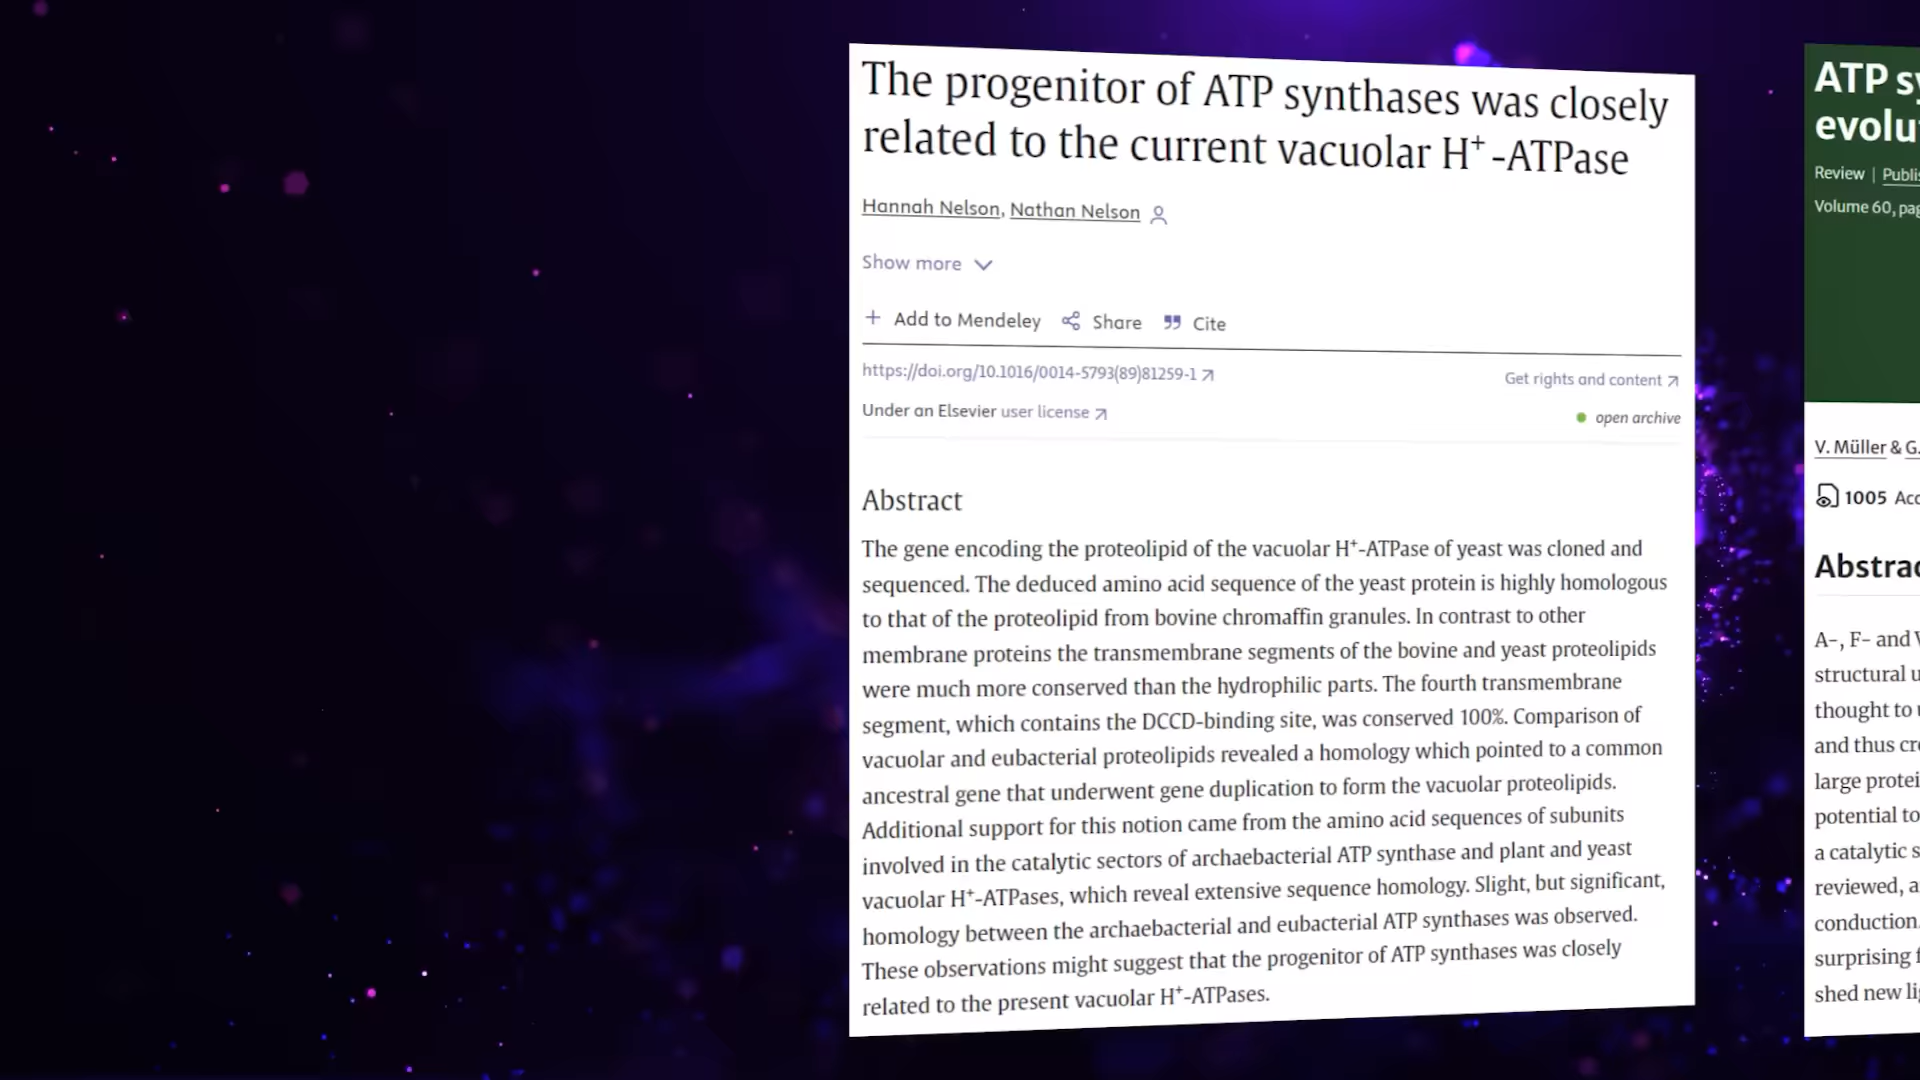 The progenitor of ATP synthases was closely
related to the current vacuolar H⁺-ATPase
Hannah Nelson, Nathan Nelson
Show more
Add to Mendeley Share Cite
https://doi.org/10.1016/0014-5793(89)81259-1
Get rights and content
Under an Elsevier user license
open archive
Abstract
The gene encoding the proteolipid of the vacuolar H⁺-ATPase of yeast was cloned and
sequenced. The deduced amino acid sequence of the yeast protein is highly homologous
to that of the proteolipid from bovine chromaffin granules. In contrast to other
membrane proteins the transmembrane segments of the bovine and yeast proteolipids
were much more conserved than the hydrophilic parts. The fourth transmembrane
segment, which contains the DCCD-binding site, was conserved 100%. Comparison of
vacuolar and eubacterial proteolipids revealed a homology which pointed to a common
ancestral gene that underwent gene duplication to form the vacuolar proteolipids.
Additional support for this notion came from the amino acid sequences of subunits
involved in the catalytic sectors of archaebacterial ATP synthase and plant and yeast
vacuolar H⁺-ATPases, which reveal extensive sequence homology. Slight, but significant,
homology between the archaebacterial and eubacterial ATP synthases was observed.
These observations might suggest that the progenitor of ATP synthases was closely
related to the present vacuolar H⁺-ATPases.
ATP
Review |
Volume 60,
V. Müller & G.
1005
A-, F- and
structural
thought to
and thus
large
potential to
a catalytic
reviewed,
conduction.
surprising
shed new